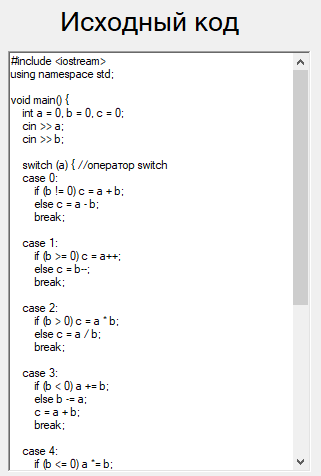 Исходный код
#include <iostream>
using namespace std;
void main() {
int a = 0, b = 0, c = 0;
cin >> a;
cin >> b;
switch (a) { //оператор switch
case 0:
if (b != 0) c = a + b;
else c = a - b;
break;
case 1:
if (b >= 0) c = a++;
else c = b--;
break;
case 2:
if (b > 0) c = a * b;
else c = a / b;
break;
case 3:
if (b < 0) a += b;
else b -= a;
c = a + b;
break;
case 4:
if (b <= 0) a *= b;